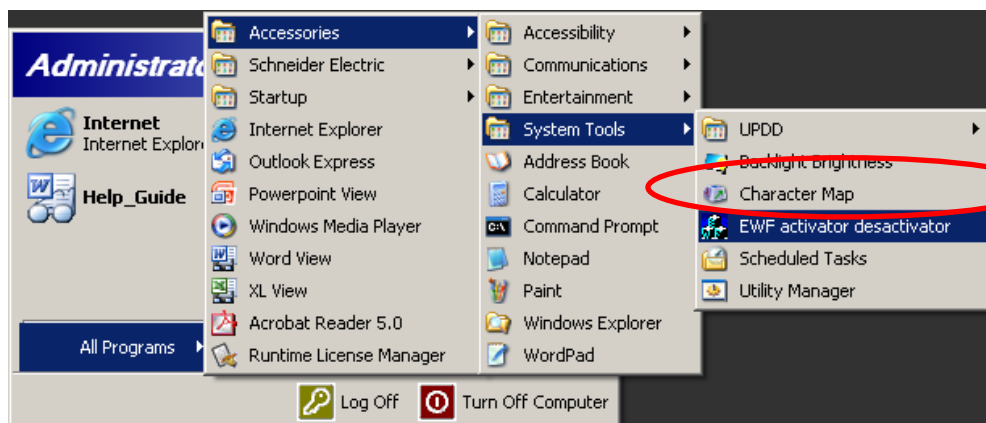 Administrato
Internet
Internet Explor
Help_Guide
All Programs
Log Off
Turn Off Computer
Accessories
Schneider Electric
Startup
Internet Explorer
Outlook Express
Powerpoint View
Windows Media Player
Word View
XL View
Acrobat Reader 5.0
Runtime License Manager
Accessibility
Communications
Entertainment
System Tools
Address Book
Calculator
Command Prompt
Notepad
Paint
Windows Explorer
WordPad
UPDD
Backlight Brightness
Character Map
EWF activator desactivator
Scheduled Tasks
Utility Manager